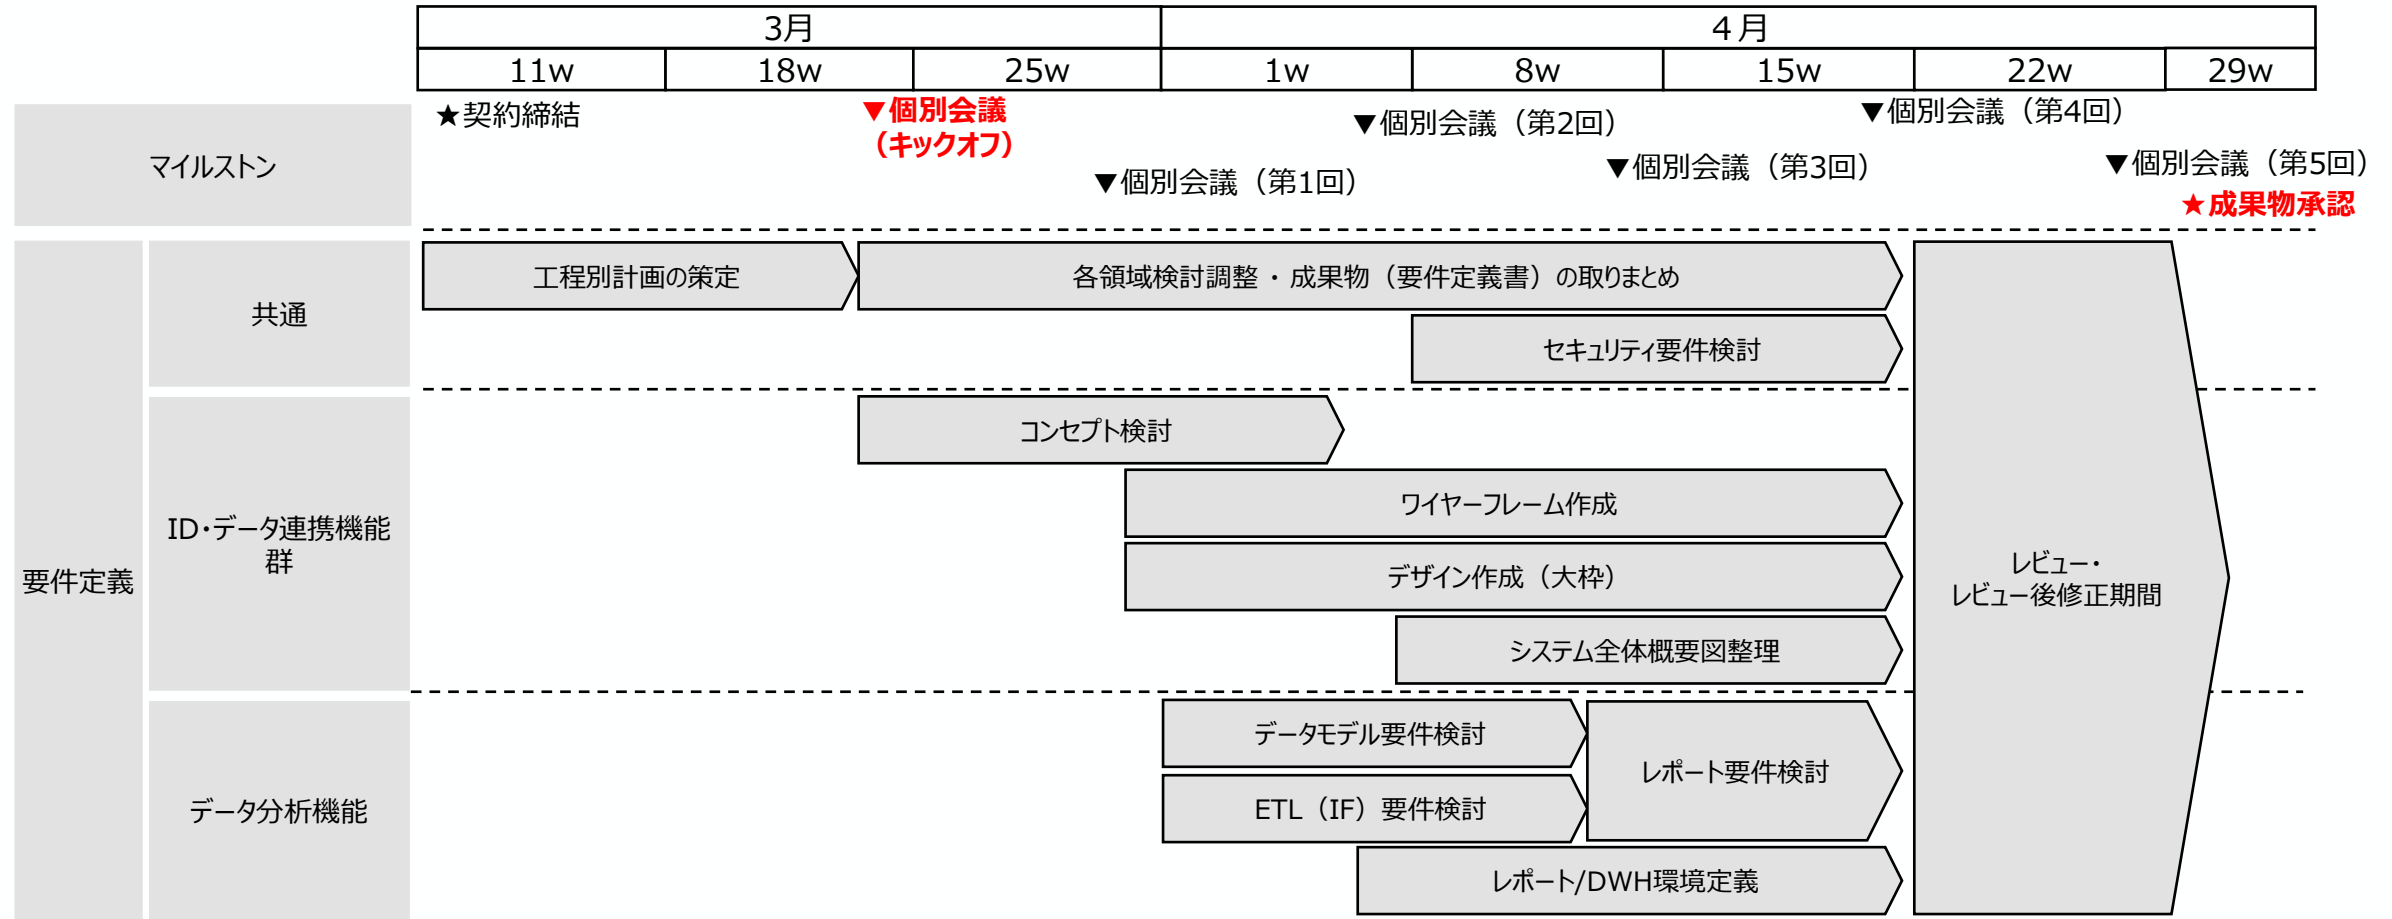 3月
４月
11w
18w
25w
1w
8w
15w
22w
29w
マイルストン
★契約締結
▼個別会議
（キックオフ）
▼個別会議（第1回）
▼個別会議（第2回）
▼個別会議（第3回）
▼個別会議（第4回）
▼個別会議（第5回）
★成果物承認
要件定義
共通
工程別計画の策定
各領域検討調整・成果物（要件定義書）の取りまとめ
セキュリティ要件検討
ID・データ連携機能
群
コンセプト検討
ワイヤーフレーム作成
デザイン作成（大枠）
システム全体概要図整理
レビュー・
レビュー後修正期間
データ分析機能
データモデル要件検討
ETL（IF）要件検討
レポート要件検討
レポート/DWH環境定義